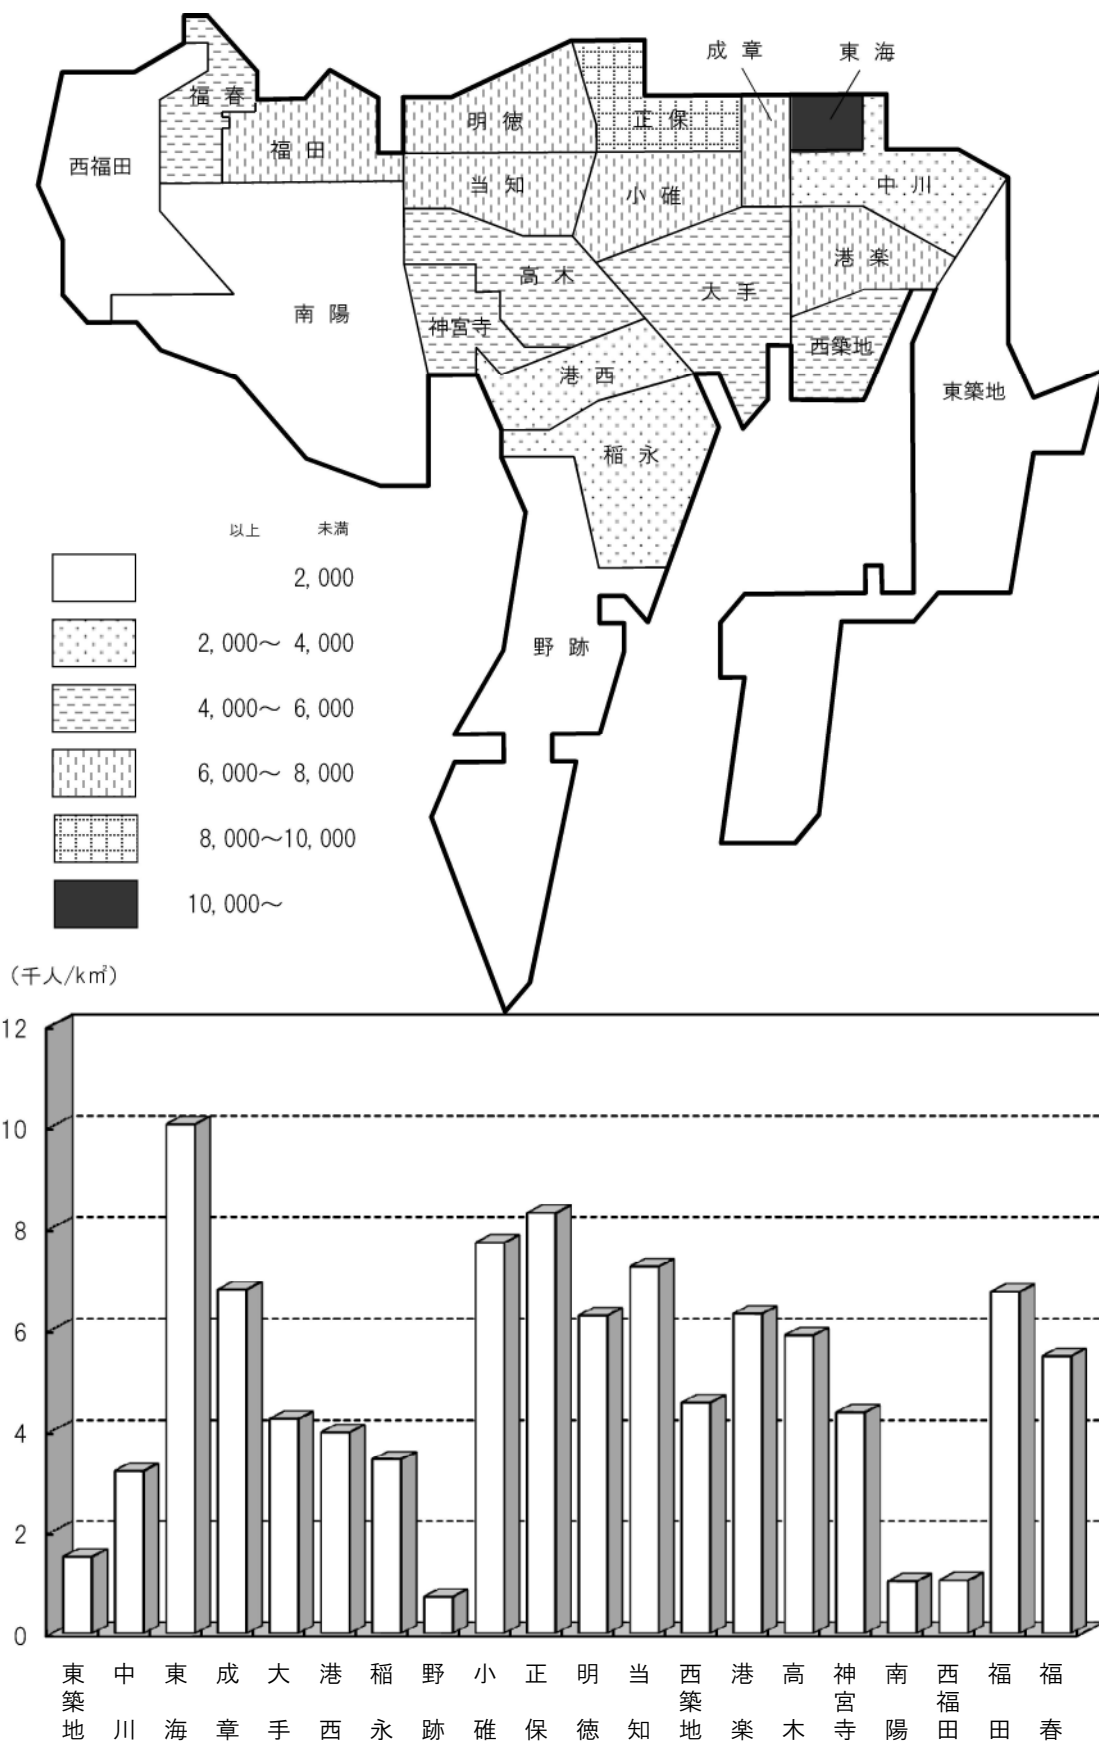 成章
東海
福春
明徳
正保
福田
西福田
当知
小碓
中川
港楽
高木
大手
南陽
神宮寺
西築地
港西
東築地
稲永
野跡
以上 未満
2,000
2,000～ 4,000
4,000～ 6,000
6,000～ 8,000
8,000～10,000
10,000～
（千人/k㎡）
12
10
8
6
4
2
0
東築地
中川
東海
成章
大手
港西
稲永
野跡
小碓
正保
明徳
当知
西築地
港楽
高木
神宮寺
南陽
西福田
福田
福春